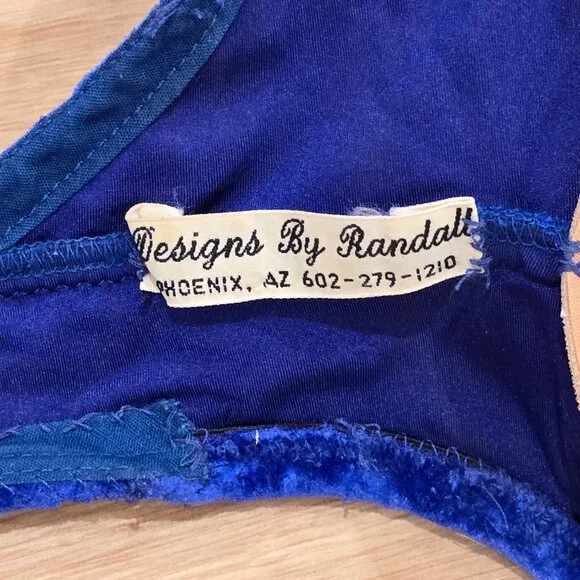 Designs By Randall
PHOENIX, AZ 602-279-1210